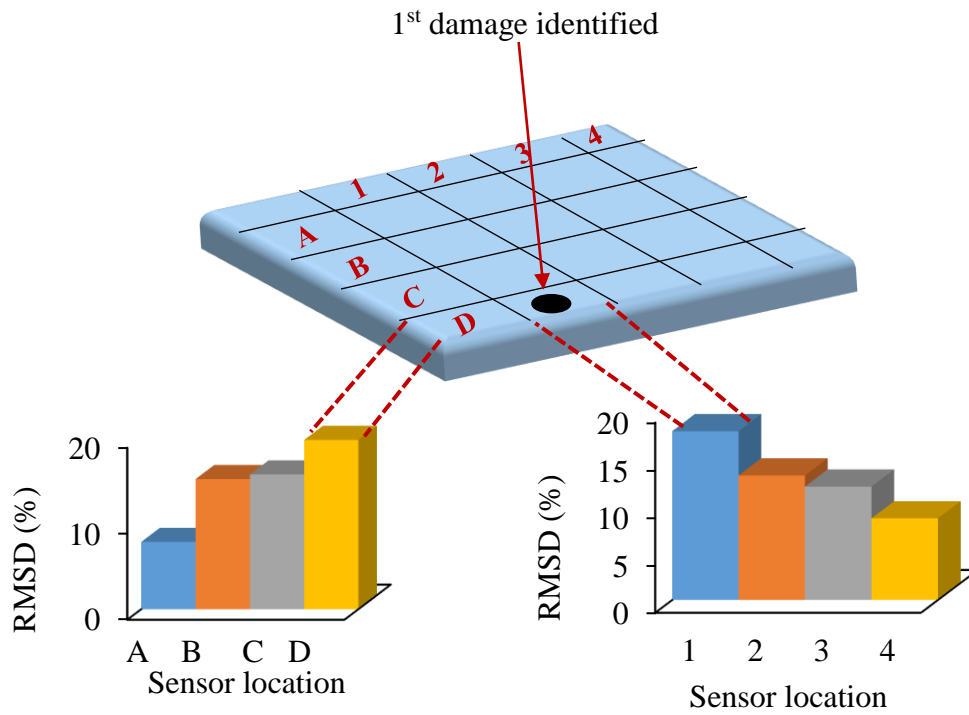 1st damage identified
1
2
3
4
A
B
C
D
20
10
0
RMSD (%)
A B C D
Sensor location
20
15
10
5
0
RMSD (%)
1 2 3 4
Sensor location